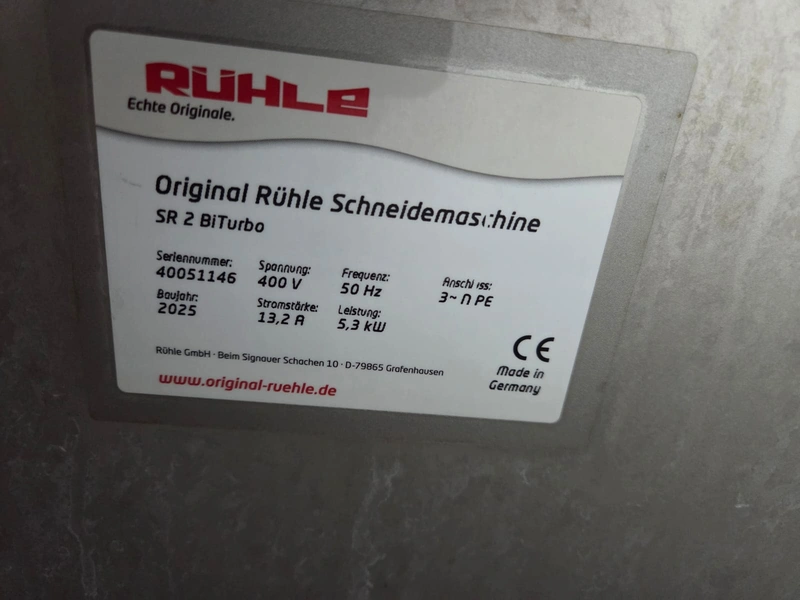 RÜHLE
Echte Originale.
Original Rühle Schneidemaschine
SR 2 BiTurbo
Seriennummer: Spannung: Frequenz: Anschluss:
40051146 400 V 50 Hz 3~ N PE
Baujahr: Stromstärke: Leistung:
2025 13,2 A 5,3 kW
CE
Rühle GmbH · Beim Signauer Schachen 10 · D-79865 Grafenhausen
Made in
Germany
www.original-ruehle.de